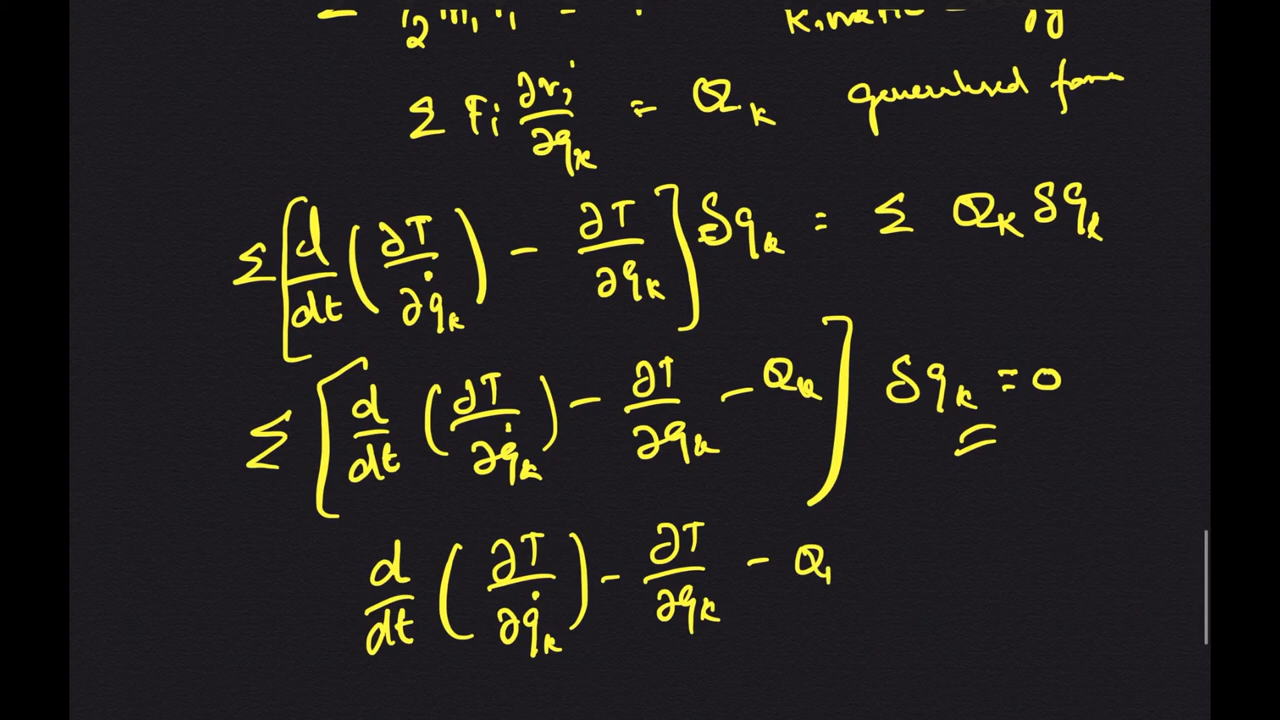 Σ Fᵢ ∂rᵢ/∂qₖ = Qₖ generalised force
Σ[d/dt(∂T/∂q̇ₖ) − ∂T/∂qₖ]δqₖ = Σ Qₖ δqₖ
Σ[d/dt(∂T/∂q̇ₖ) − ∂T/∂qₖ − Qₖ] δqₖ = 0
d/dt(∂T/∂q̇ₖ) − ∂T/∂qₖ − Q